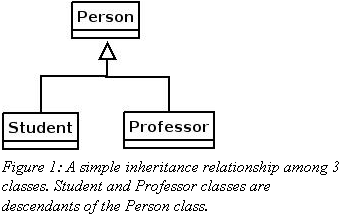 Person
Student
Professor
Figure 1: A simple inheritance relationship among 3
classes. Student and Professor classes are
descendants of the Person class.